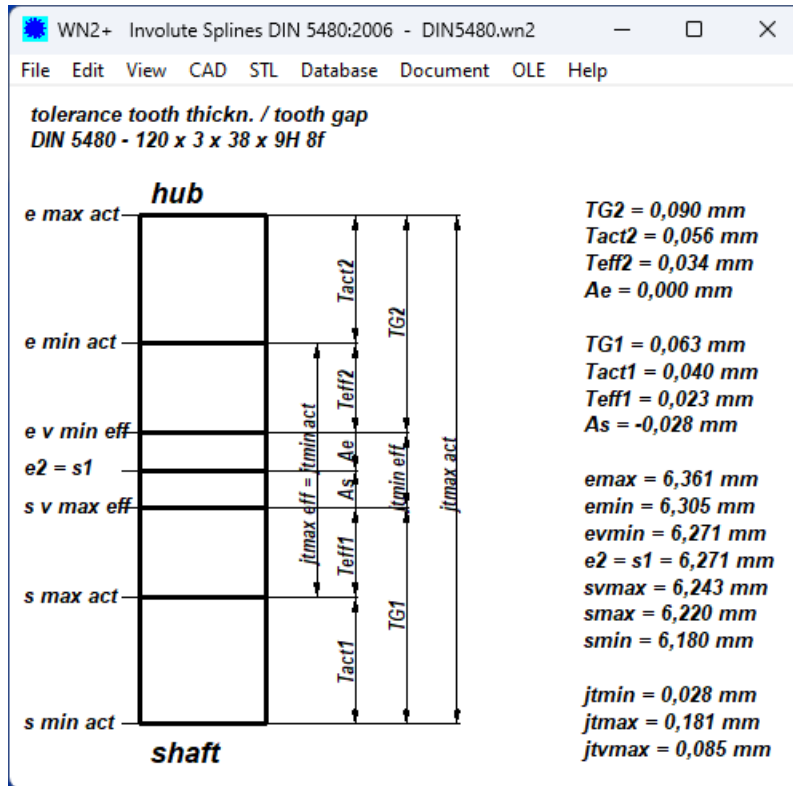 WN2+ Involute Splines DIN 5480:2006 - DIN5480.wn2
File Edit View CAD STL Database Document OLE Help
tolerance tooth thickn. / tooth gap
DIN 5480 - 120 x 3 x 38 x 9H 8f
hub
e max act
e min act
e v min eff
e2 = s1
s v max eff
s max act
s min act
shaft
jtmax eff = jtmin act
Tact2
Teff2
Ae
As
Teff1
Tact1
TG2
jtmin eff
TG1
jtmax act
TG2 = 0,090 mm
Tact2 = 0,056 mm
Teff2 = 0,034 mm
Ae = 0,000 mm
TG1 = 0,063 mm
Tact1 = 0,040 mm
Teff1 = 0,023 mm
As = -0,028 mm
emax = 6,361 mm
emin = 6,305 mm
evmin = 6,271 mm
e2 = s1 = 6,271 mm
svmax = 6,243 mm
smax = 6,220 mm
smin = 6,180 mm
jtmin = 0,028 mm
jtmax = 0,181 mm
jtvmax = 0,085 mm